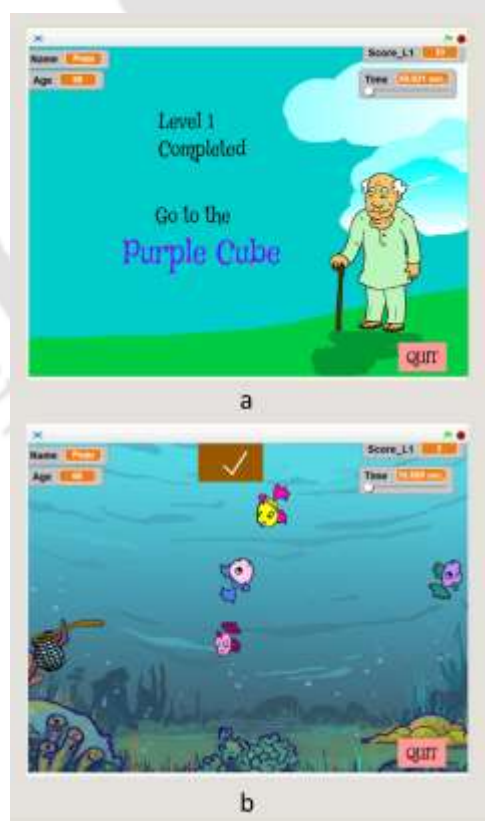 Name
Score_L1
Age
Time
Level 1
Completed
Go to the
Purple Cube
QUIT
a
Name
Score_L1
Age
Time
QUIT
b